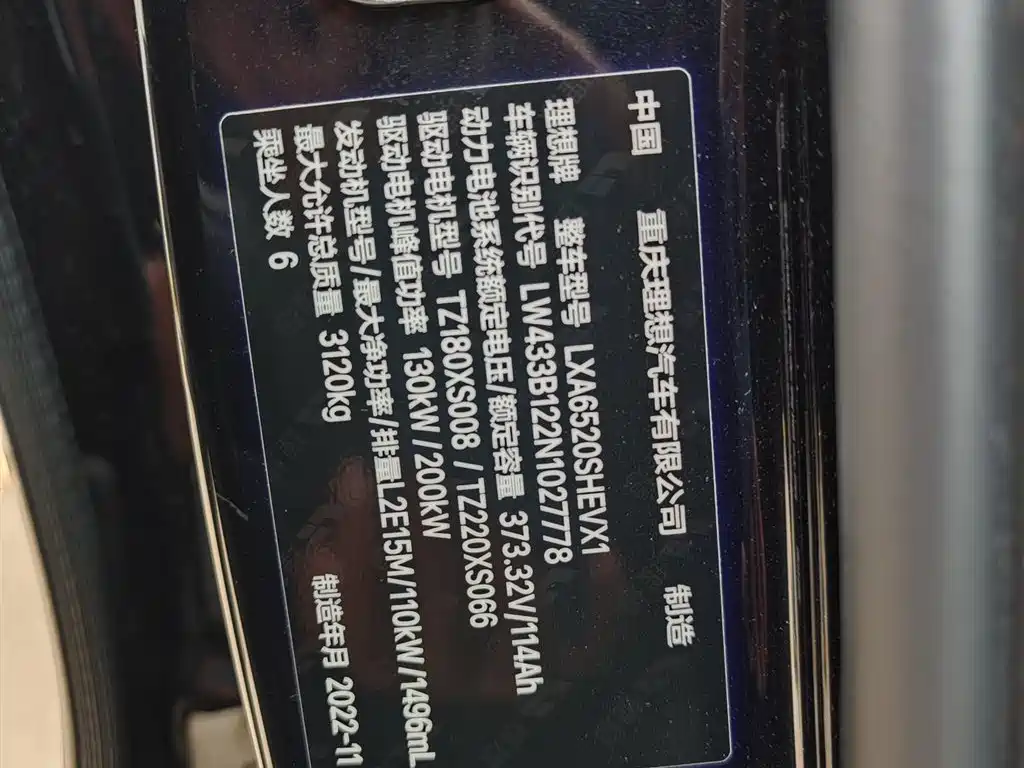 中国 重庆理想汽车有限公司 制造
理想牌 整车型号 LXA6520SHEVX1
车辆识别代号 LW433B122N1027778
动力电池系统额定电压/额定容量 373.32V/114Ah
驱动电机型号 TZ180XS008 / TZ220XS066
驱动电机峰值功率 130kW / 200kW
发动机型号/最大净功率/排量L2E15M/110kW/1496mL
最大允许总质量 3120kg
乘坐人数 6 制造年月 2022-11